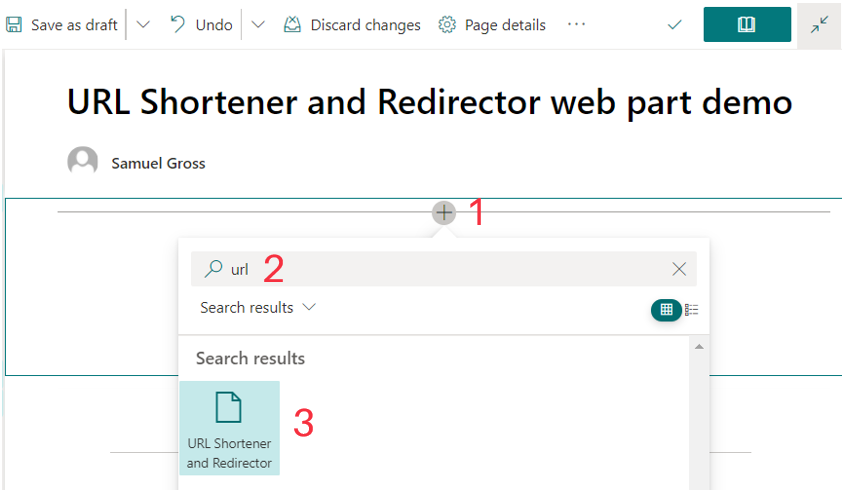 Save as draft Undo Discard changes Page details ...
URL Shortener and Redirector web part demo
Samuel Gross
1
url 2
Search results
Search results
3
URL Shortener
and Redirector